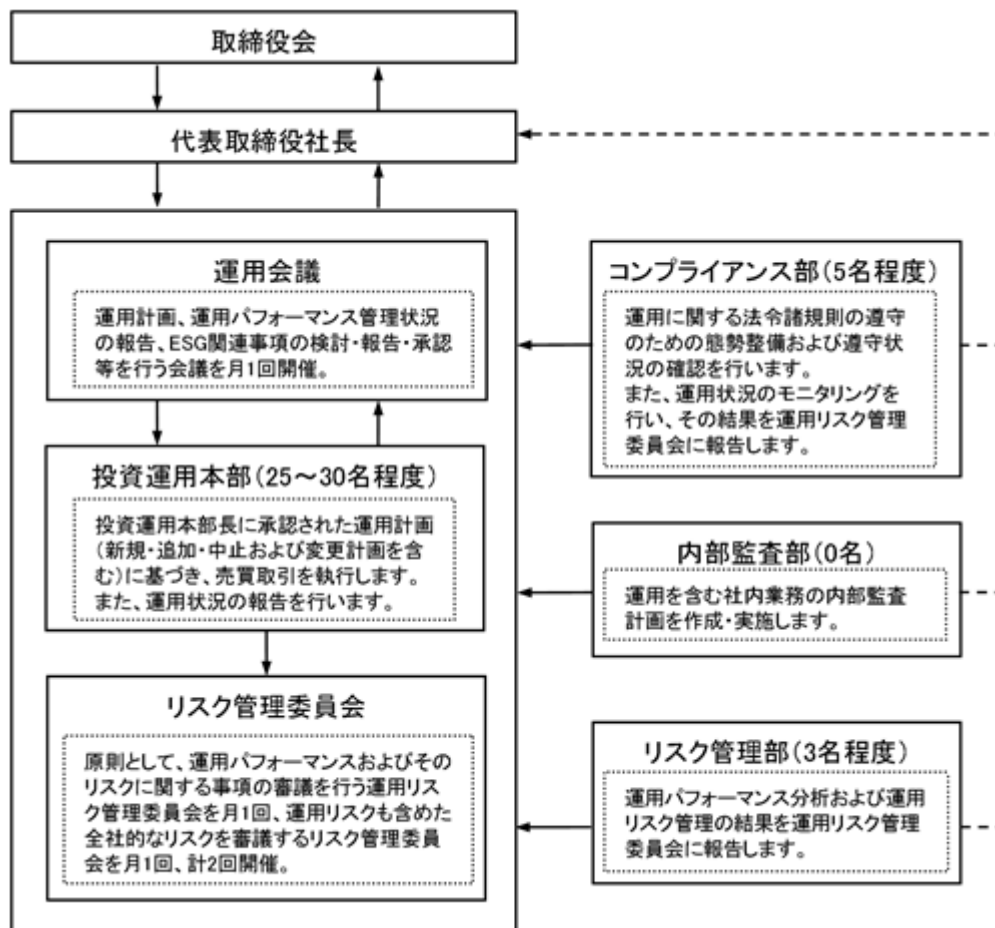 取締役会
代表取締役社長
運用会議
運用計画、運用パフォーマンス管理状況
の報告、ESG関連事項の検討・報告・承認
等を行う会議を月1回開催。
投資運用本部(25～30名程度)
投資運用本部長に承認された運用計画
(新規・追加・中止および変更計画を含
む)に基づき、売買取引を執行します。
また、運用状況の報告を行います。
リスク管理委員会
原則として、運用パフォーマンスおよびその
リスクに関する事項の審議を行う運用リス
ク管理委員会を月1回、運用リスクも含めた
全社的なリスクを審議するリスク管理委員
会を月1回、計2回開催。
コンプライアンス部(5名程度)
運用に関する法令諸規則の遵守
のための態勢整備および遵守状
況の確認を行います。
また、運用状況のモニタリングを
行い、その結果を運用リスク管理
委員会に報告します。
内部監査部(0名)
運用を含む社内業務の内部監査
計画を作成・実施します。
リスク管理部(3名程度)
運用パフォーマンス分析および運用
リスク管理の結果を運用リスク管理
委員会に報告します。